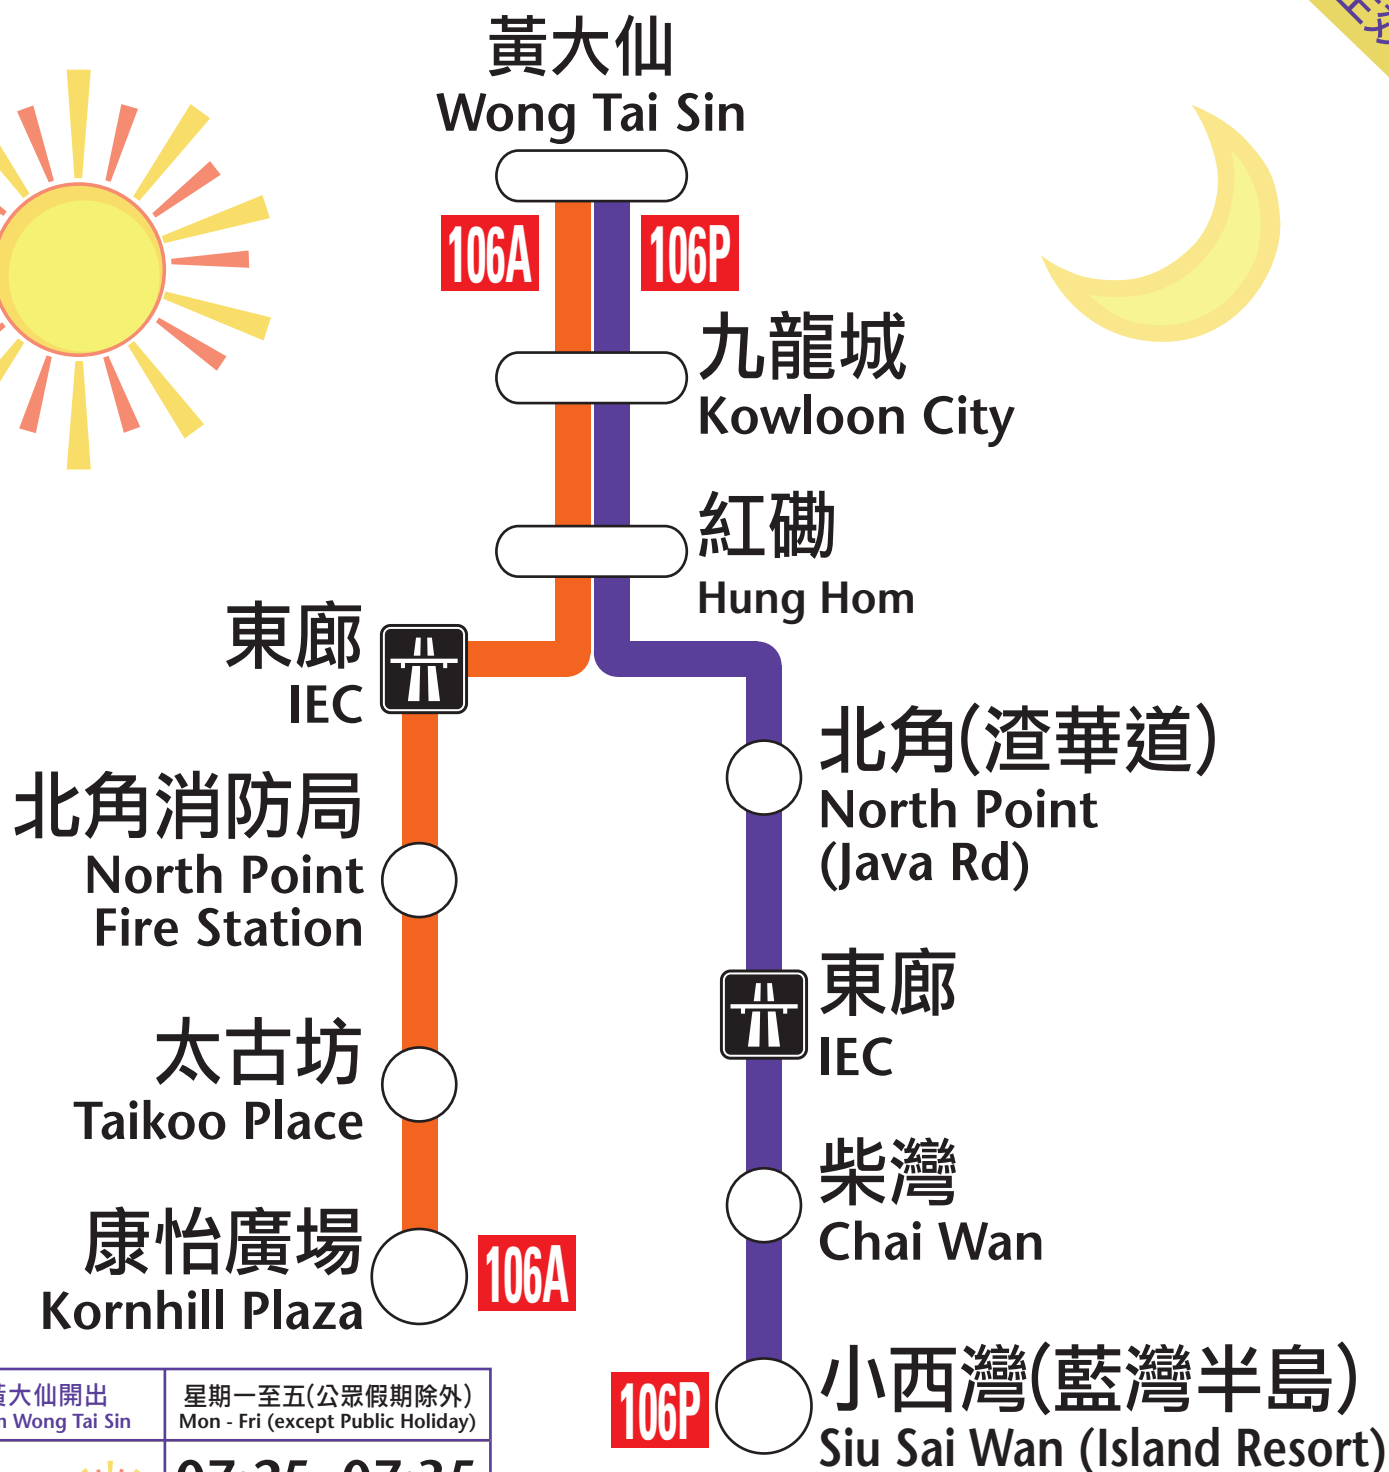 黃大仙
Wong Tai Sin
106A
106P
九龍城
Kowloon City
紅磡
Hung Hom
東廊
IEC
北角消防局
North Point
Fire Station
太古坊
Taikoo Place
康怡廣場
Kornhill Plaza
106A
北角(渣華道)
North Point
(Java Rd)
東廊
IEC
柴灣
Chai Wan
106P
小西灣(藍灣半島)
Siu Sai Wan (Island Resort)
大仙開出
Wong Tai Sin
星期一至五(公眾假期除外)
Mon - Fri (except Public Holiday)
07:25 07:35